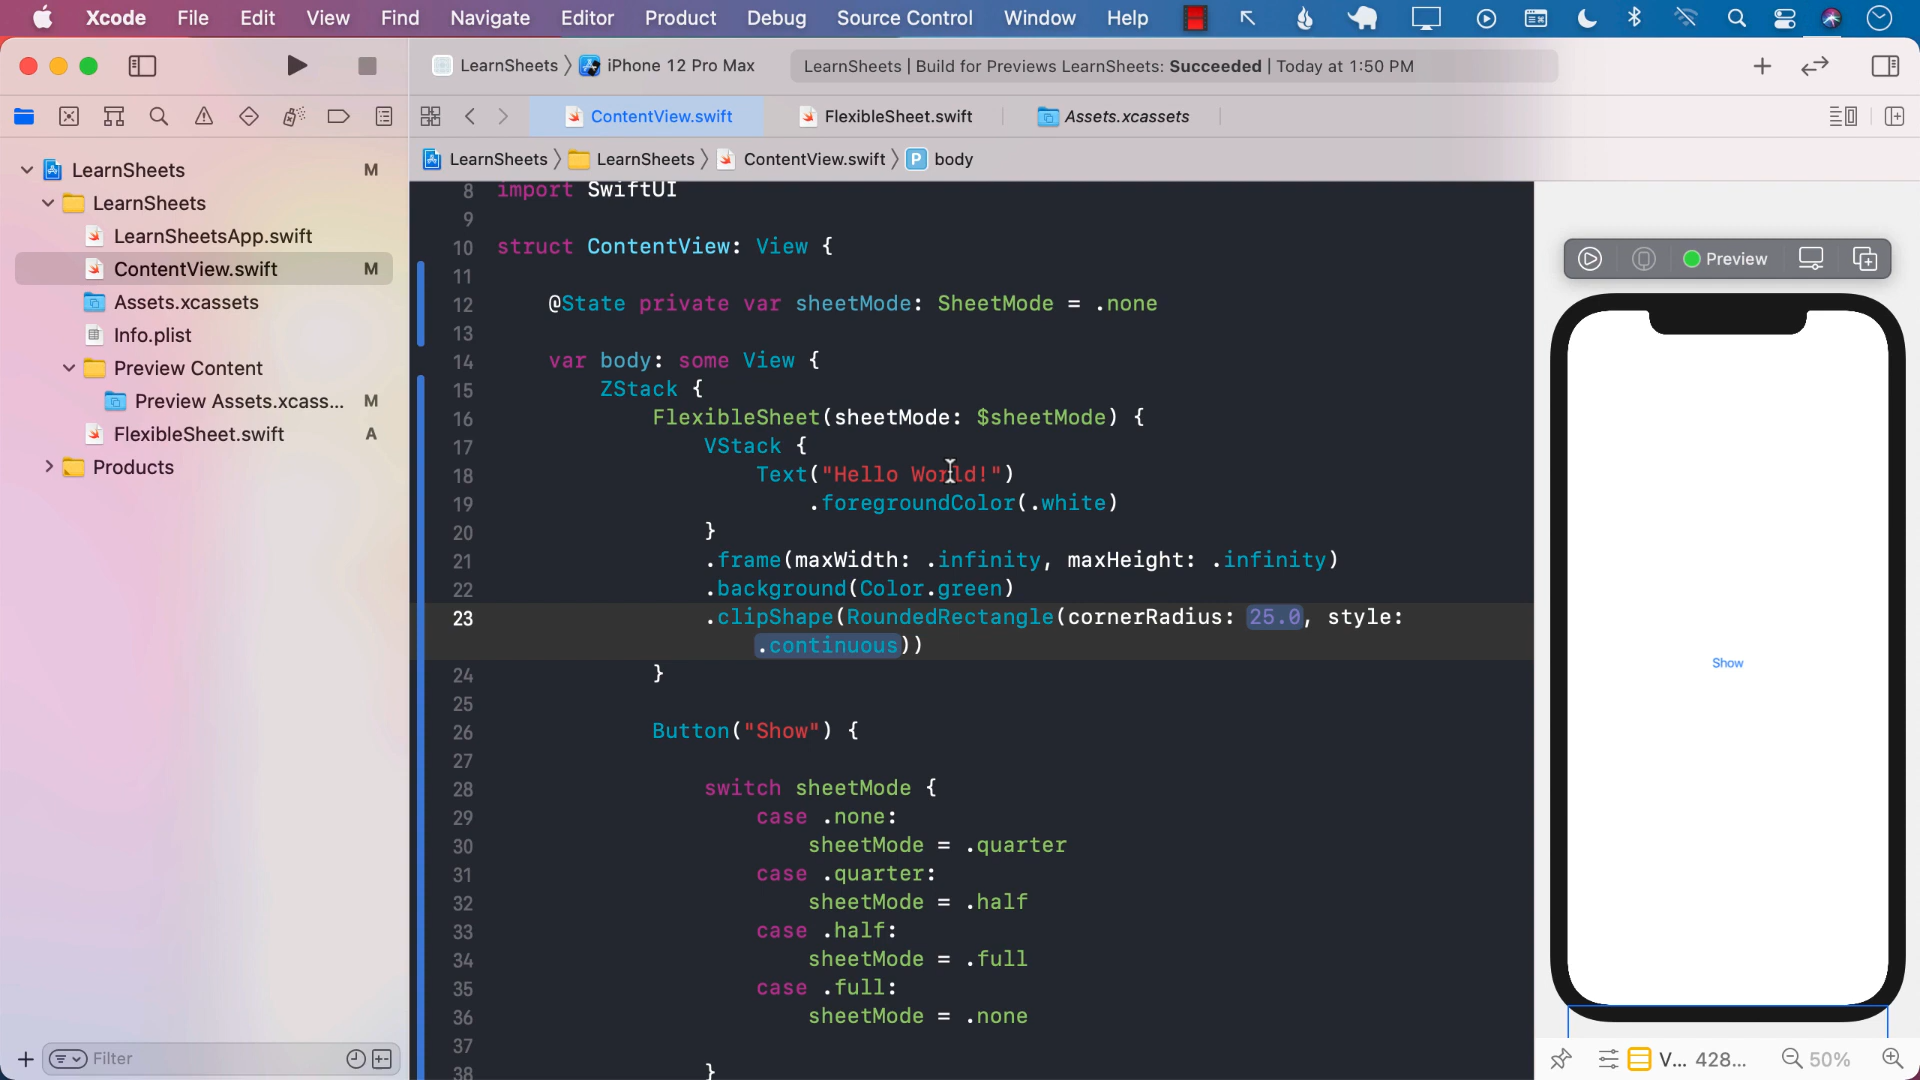 Xcode File Edit View Find Navigate Editor Product Debug Source Control Window Help
LearnSheets iPhone 12 Pro Max LearnSheets | Build for Previews LearnSheets: Succeeded | Today at 1:50 PM
ContentView.swift FlexibleSheet.swift Assets.xcassets
LearnSheets LearnSheets ContentView.swift P body
LearnSheets M
LearnSheets
LearnSheetsApp.swift
ContentView.swift M
Assets.xcassets
Info.plist
Preview Content
Preview Assets.xcass... M
FlexibleSheet.swift A
Products
Filter
8 import SwiftUI
9
10 struct ContentView: View {
11
12 @State private var sheetMode: SheetMode = .none
13
14 var body: some View {
15 ZStack {
16 FlexibleSheet(sheetMode: $sheetMode) {
17 VStack {
18 Text("Hello World!")
19 .foregroundColor(.white)
20 }
21 .frame(maxWidth: .infinity, maxHeight: .infinity)
22 .background(Color.green)
23 .clipShape(RoundedRectangle(cornerRadius: 25.0, style:
.continuous))
24 }
25
26 Button("Show") {
27
28 switch sheetMode {
29 case .none:
30 sheetMode = .quarter
31 case .quarter:
32 sheetMode = .half
33 case .half:
34 sheetMode = .full
35 case .full:
36 sheetMode = .none
37
38 }
Preview
Show
V... 428... 50%